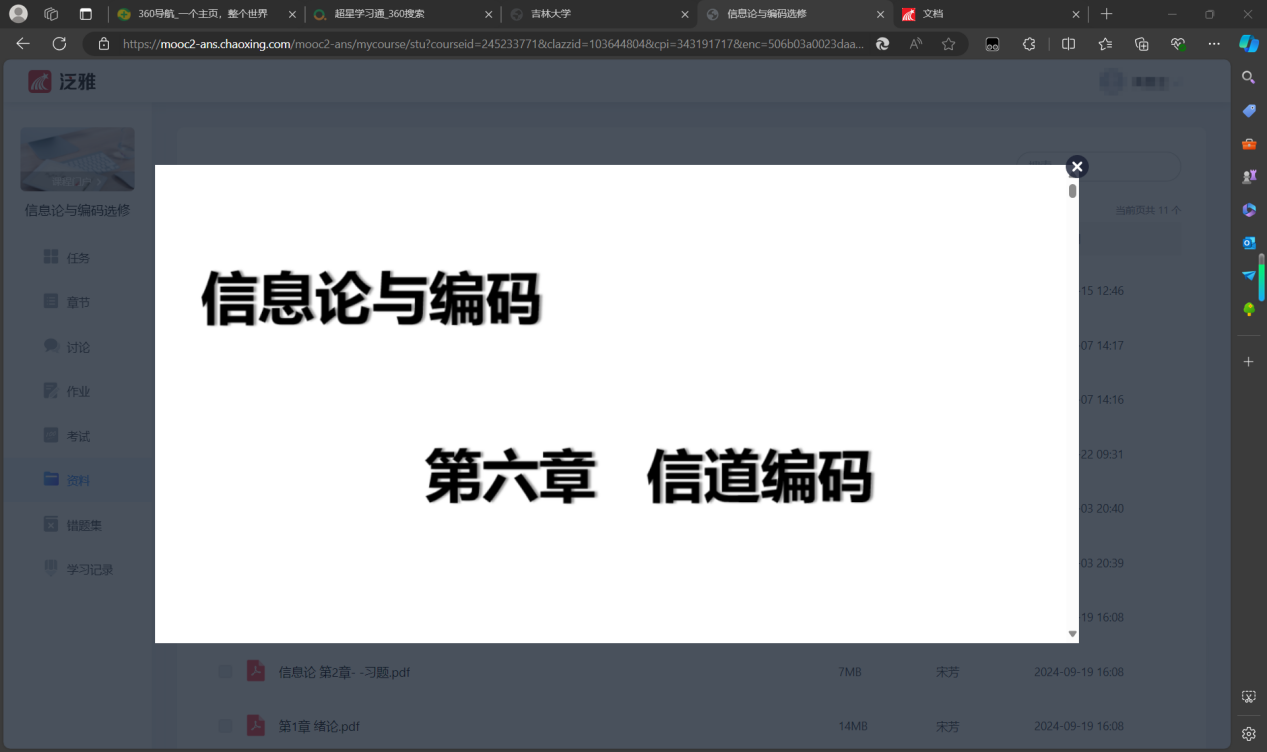 360导航_一个主页，整个世界
超星学习通_360搜索
吉林大学
信息论与编码选修
文档
https://mooc2-ans.chaoxing.com/mooc2-ans/mycourse/stu?courseid=245233771&clazzid=103644804&cpi=343191717&enc=506b03a0023daa...
泛雅
信息论与编码选修
当前页共 11 个
任务
章节
讨论
作业
考试
资料
错题集
学习记录
信息论与编码
第六章 信道编码
15 12:46
07 14:17
07 14:16
22 09:31
03 20:40
03 20:39
19 16:08
信息论 第2章- -习题.pdf 7MB 宋芳 2024-09-19 16:08
第1章 绪论.pdf 14MB 宋芳 2024-09-19 16:08